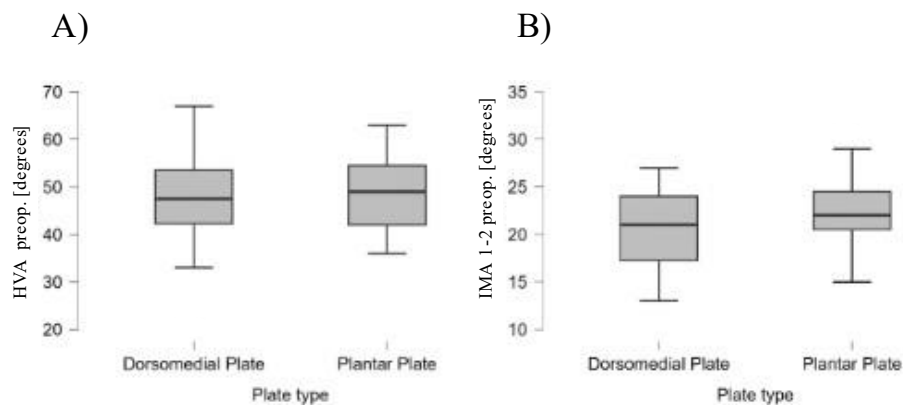 A)
HVA preop. [degrees]
70
60
50
40
30
20
Dorsomedial Plate
Plantar Plate
Plate type
B)
IMA 1-2 preop. [degrees]
35
30
25
20
15
10
Dorsomedial Plate
Plantar Plate
Plate type